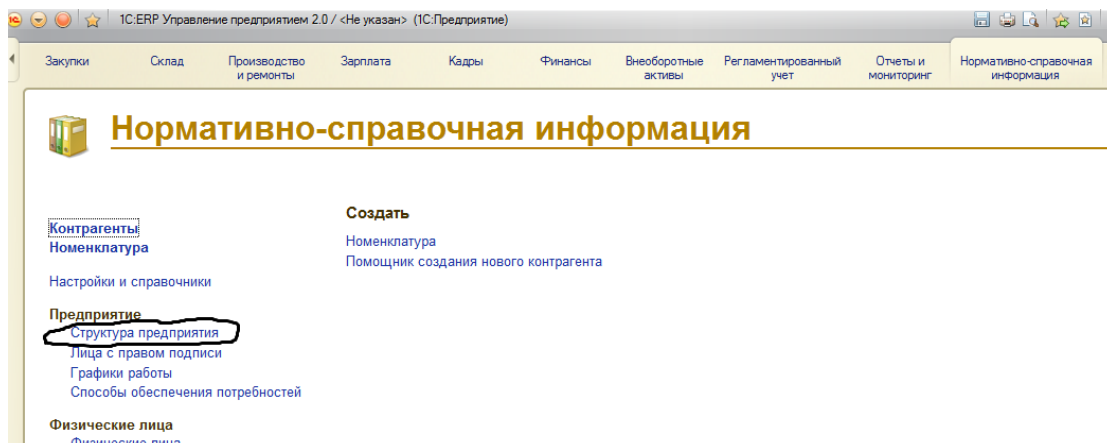 1С:ERP Управление предприятием 2.0 / <Не указан> (1С:Предприятие)
Закупки Склад Производство и ремонты Зарплата Кадры Финансы Внеоборотные активы Регламентированный учет Отчеты и мониторинг Нормативно-справочная информация
Нормативно-справочная информация
Контрагенты
Номенклатура
Настройки и справочники
Предприятие
Структура предприятия
Лица с правом подписи
Графики работы
Способы обеспечения потребностей
Физические лица
Физические лица
Создать
Номенклатура
Помощник создания нового контрагента